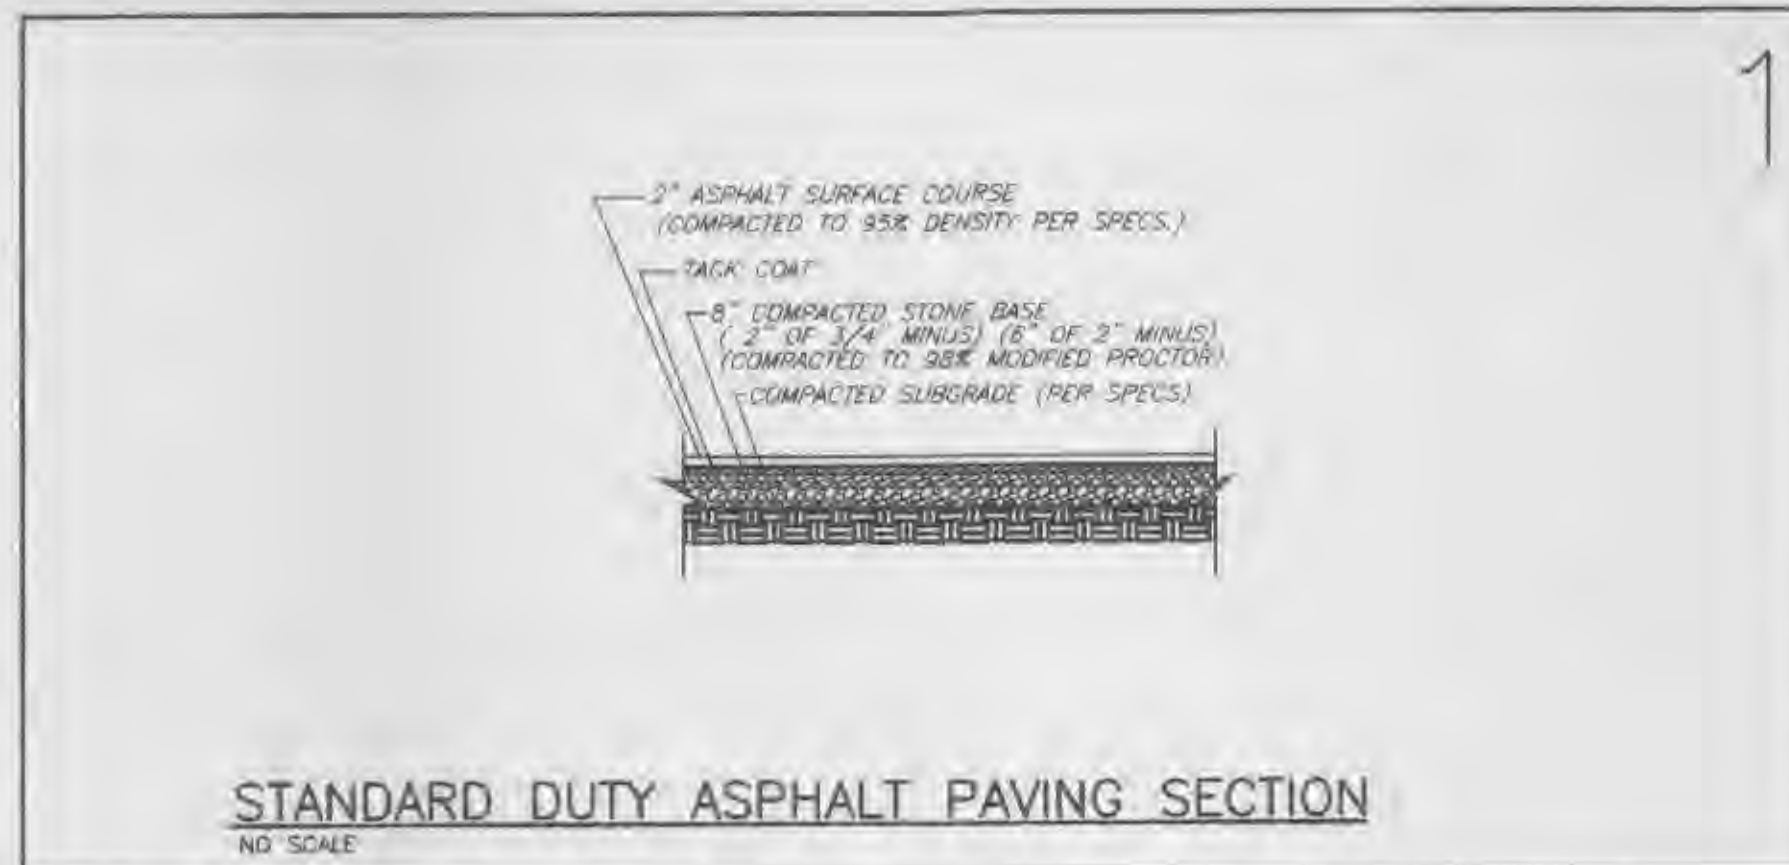 1
2" ASPHALT SURFACE COURSE
(COMPACTED TO 95% DENSITY PER SPECS.)
TACK COAT
8" COMPACTED STONE BASE
( 2" OF 3/4" MINUS) (6" OF 2" MINUS)
(COMPACTED TO 98% MODIFIED PROCTOR)
COMPACTED SUBGRADE (PER SPECS)
STANDARD DUTY ASPHALT PAVING SECTION
NO SCALE